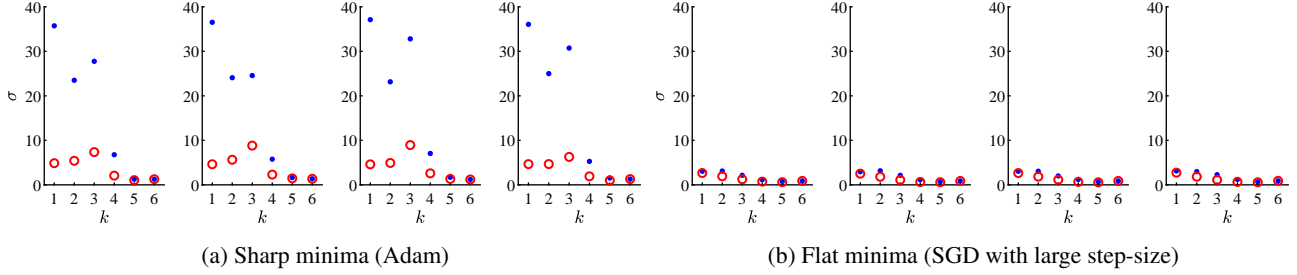 40 40 40 40 40 40 40 40
30 30 30 30 30 30 30 30
σ 20 20 20 20 σ 20 20 20 20
10 10 10 10 10 10 10 10
0 0 0 0 0 0 0 0
1 2 3 4 5 6 1 2 3 4 5 6 1 2 3 4 5 6 1 2 3 4 5 6 1 2 3 4 5 6 1 2 3 4 5 6 1 2 3 4 5 6 1 2 3 4 5 6
k k k k k k k k
(a) Sharp minima (Adam) (b) Flat minima (SGD with large step-size)